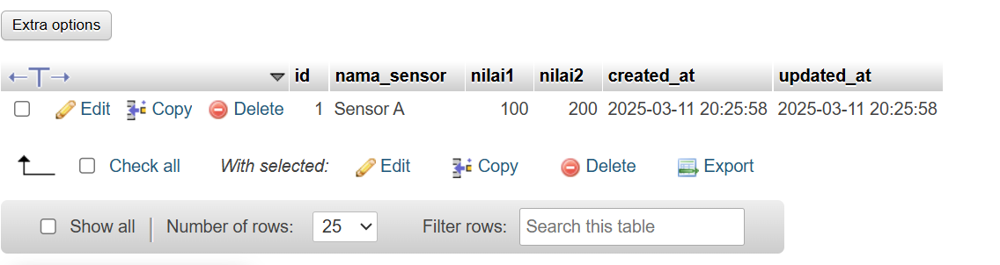 Extra options
id nama_sensor nilai1 nilai2 created_at updated_at
Edit Copy Delete 1 Sensor A 100 200 2025-03-11 20:25:58 2025-03-11 20:25:58
Check all With selected: Edit Copy Delete Export
Show all Number of rows: 25 Filter rows: Search this table